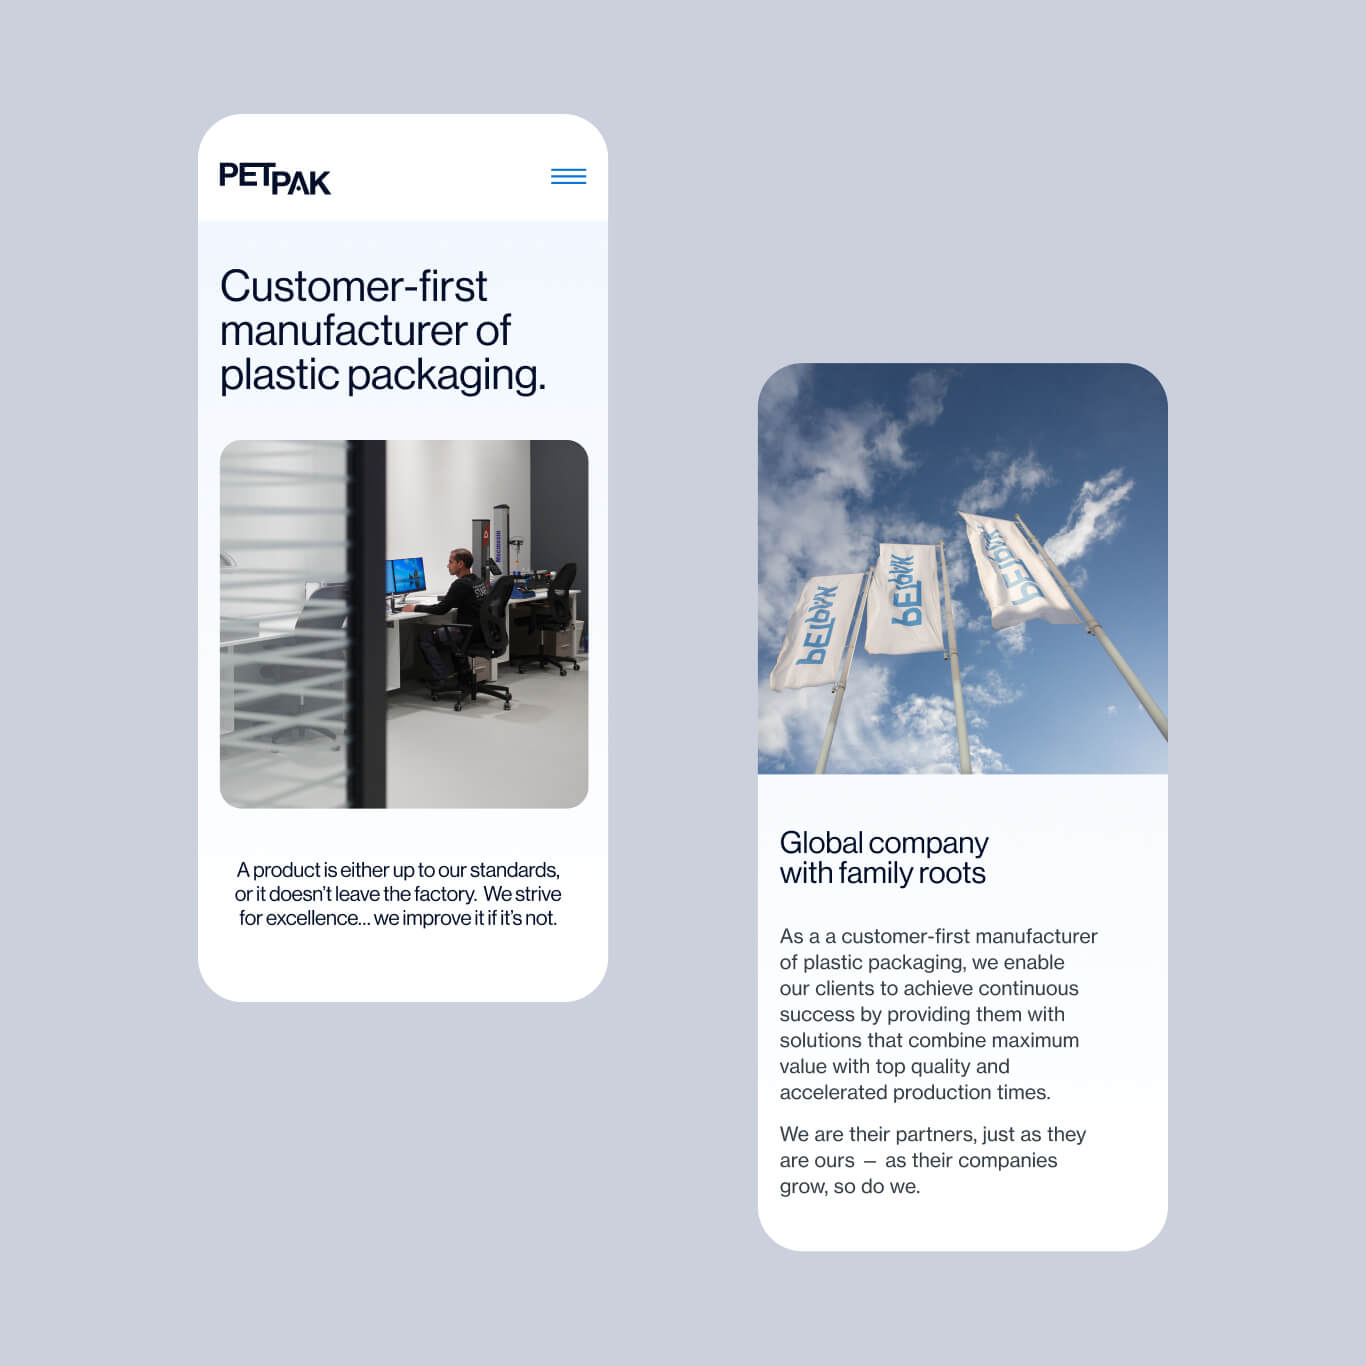 PETPAK
Customer-first
manufacturer of
plastic packaging.
Mecmesin
A product is either up to our standards,
or it doesn't leave the factory. We strive
for excellence... we improve it if it's not.
PETPAK
PETPAK
PETPAK
Global company
with family roots
As a a customer-first manufacturer
of plastic packaging, we enable
our clients to achieve continuous
success by providing them with
solutions that combine maximum
value with top quality and
accelerated production times.
We are their partners, just as they
are ours — as their companies
grow, so do we.